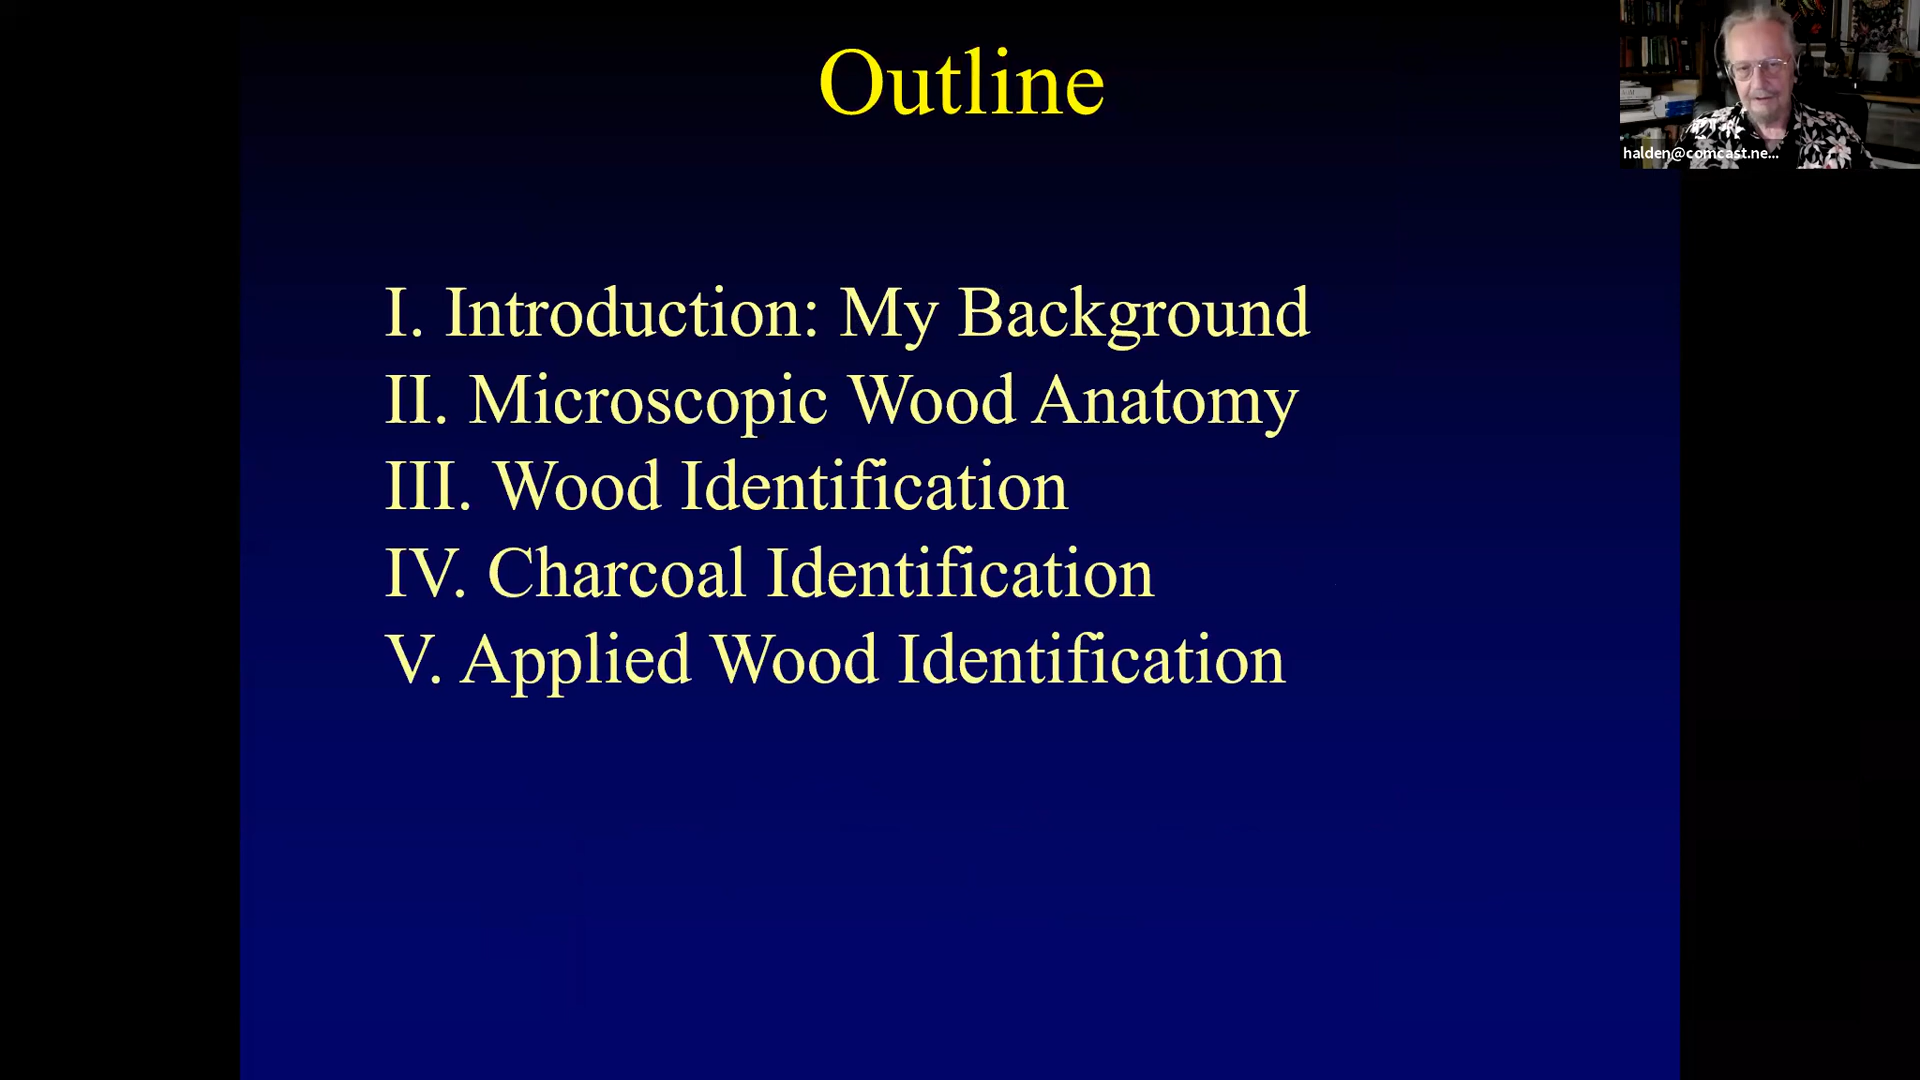 Outline
halden@comcast.ne...
I. Introduction: My Background
II. Microscopic Wood Anatomy
III. Wood Identification
IV. Charcoal Identification
V. Applied Wood Identification